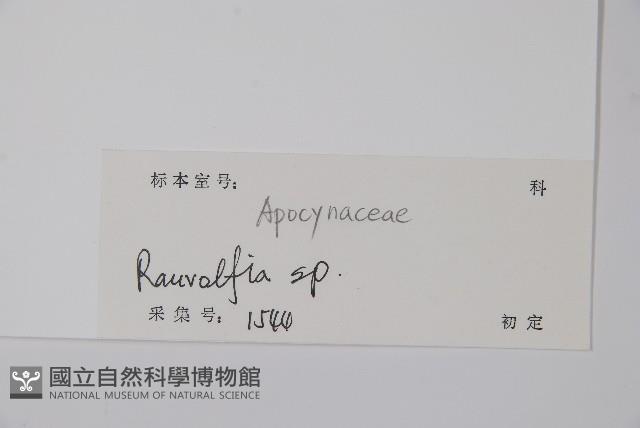 标本室号: 科
Apocynaceae
Rauvolfia sp.
采集号: 1544 初定
國立自然科學博物館
NATIONAL MUSEUM OF NATURAL SCIENCE